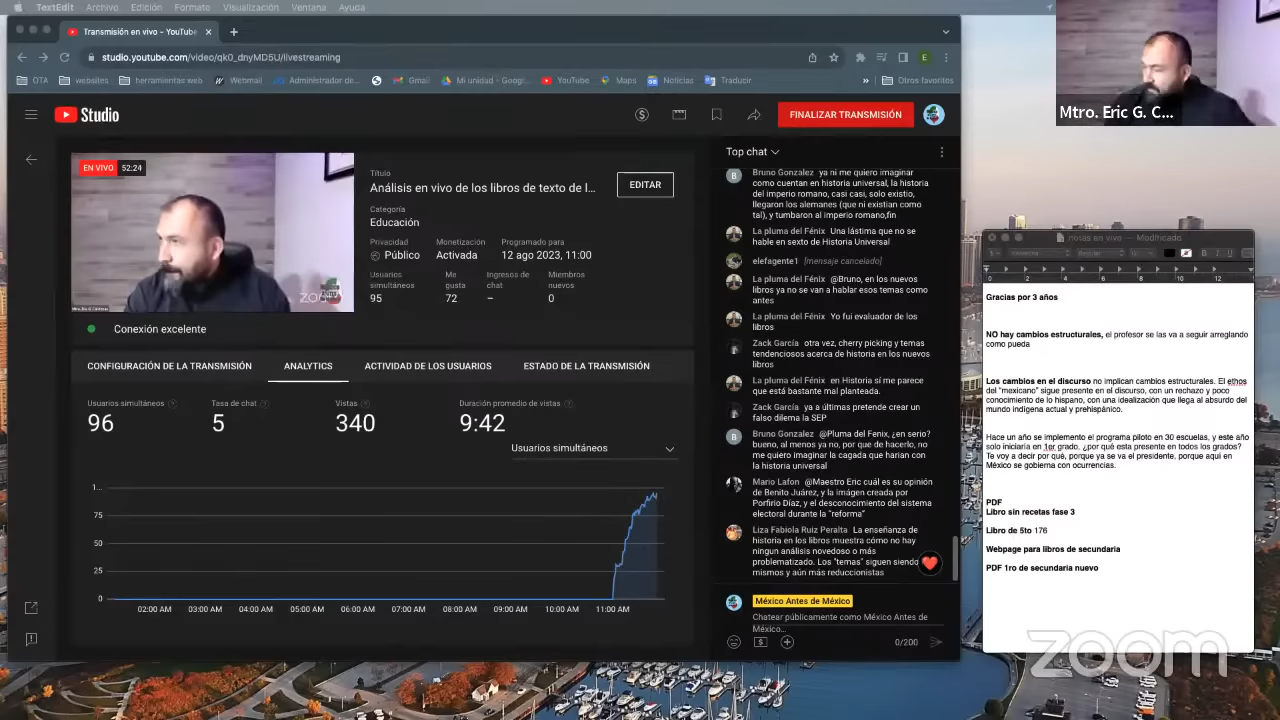 TextEdit Archivo Edición Formato Visualización Ventana Ayuda
Transmisión en vivo - YouTube
studio.youtube.com/video/qk0_dnyMD5U/livestreaming
OTA websites herramientas web Webmail Administrador de... Gmail Mi unidad - Googl... YouTube Maps Noticias Traducir » Otros favoritos
Studio
FINALIZAR TRANSMISIÓN
EN VIVO 52:24
Título
Análisis en vivo de los libros de texto de l...
EDITAR
Categoría
Educación
Privacidad Monetización Programado para
Público Activada 12 ago 2023, 11:00
Usuarios simultáneos Me gusta Ingresos de chat Miembros nuevos
95 72 – 0
Conexión excelente
CONFIGURACIÓN DE LA TRANSMISIÓN ANALYTICS ACTIVIDAD DE LOS USUARIOS ESTADO DE LA TRANSMISIÓN
Usuarios simultáneos Tasa de chat Vistas Duración promedio de vistas
96 5 340 9:42
Usuarios simultáneos
1...
75
50
25
0
02:00 AM 03:00 AM 04:00 AM 05:00 AM 06:00 AM 07:00 AM 08:00 AM 09:00 AM 10:00 AM 11:00 AM
Top chat
B
Bruno Gonzalez ya ni me quiero imaginar
como cuentan en historia universal, la historia
del imperio romano, casi casi, solo existio,
llegaron los alemanes (que ni existian como
tal), y tumbaron al imperio romano,fin
La pluma del Fénix Una lástima que no se
hable en sexto de Historia Universal
elefagente1 [mensaje cancelado]
La pluma del Fénix @Bruno, en los nuevos
libros ya no se van a hablar esos temas como
antes
La pluma del Fénix Yo fui evaluador de los
libros
Zack García otra vez, cherry picking y temas
tendenciosos acerca de historia en los nuevos
libros
La pluma del Fénix en Historia sí me parece
que está bastante mal planteada.
Zack García ya a últimas pretende crear un
falso dilema la SEP
B
Bruno Gonzalez @Pluma del Fenix, ¿en serio?
bueno, al menos ya no, por que de hacerlo, no
me quiero imaginar la cagada que harian con
la historia universal
Mario Lafon @Maestro Eric cuál es su opinión
de Benito Juárez, y la imágen creada por
Porfirio Díaz, y el desconocimiento del sistema
electoral durante la "reforma"
Liza Fabiola Ruiz Peralta La enseñanza de
historia en los libros muestra cómo no hay
ningun análisis novedoso o más
problematizado. Los "temas" siguen siendo
mismos y aún más reduccionistas
México Antes de México
Chatear públicamente como México Antes de
México...
0/200
Mtro. Eric G. C...
notas en vivo — Modificado
0 2 4 6 8 10 12
Gracias por 3 años
NO hay cambios estructurales, el profesor se las va a seguir arreglando
como pueda
Los cambios en el discurso no implican cambios estructurales. El ethos
del "mexicano" sigue presente en el discurso, con un rechazo y poco
conocimiento de lo hispano, con una idealización que llega al absurdo del
mundo indígena actual y prehispánico.
Hace un año se implemento el programa piloto en 30 escuelas, y este año
solo iniciaría en 1er grado, ¿por qué esta presente en todos los grados?
Te voy a decir por qué, porque ya se va el presidente, porque aquí en
México se gobierna con ocurrencias.
PDF
Libro sin recetas fase 3
Libro de 5to 176
Webpage para libros de secundaria
PDF 1ro de secundaria nuevo
zoom